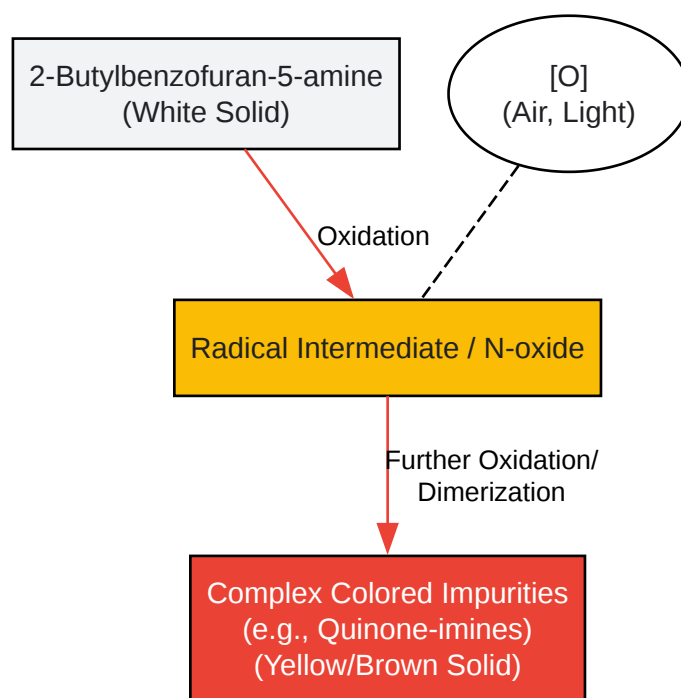 2-Butylbenzofuran-5-amine
(White Solid)
[O]
(Air, Light)
Oxidation
Radical Intermediate / N-oxide
Further Oxidation/
Dimerization
Complex Colored Impurities
(e.g., Quinone-imines)
(Yellow/Brown Solid)